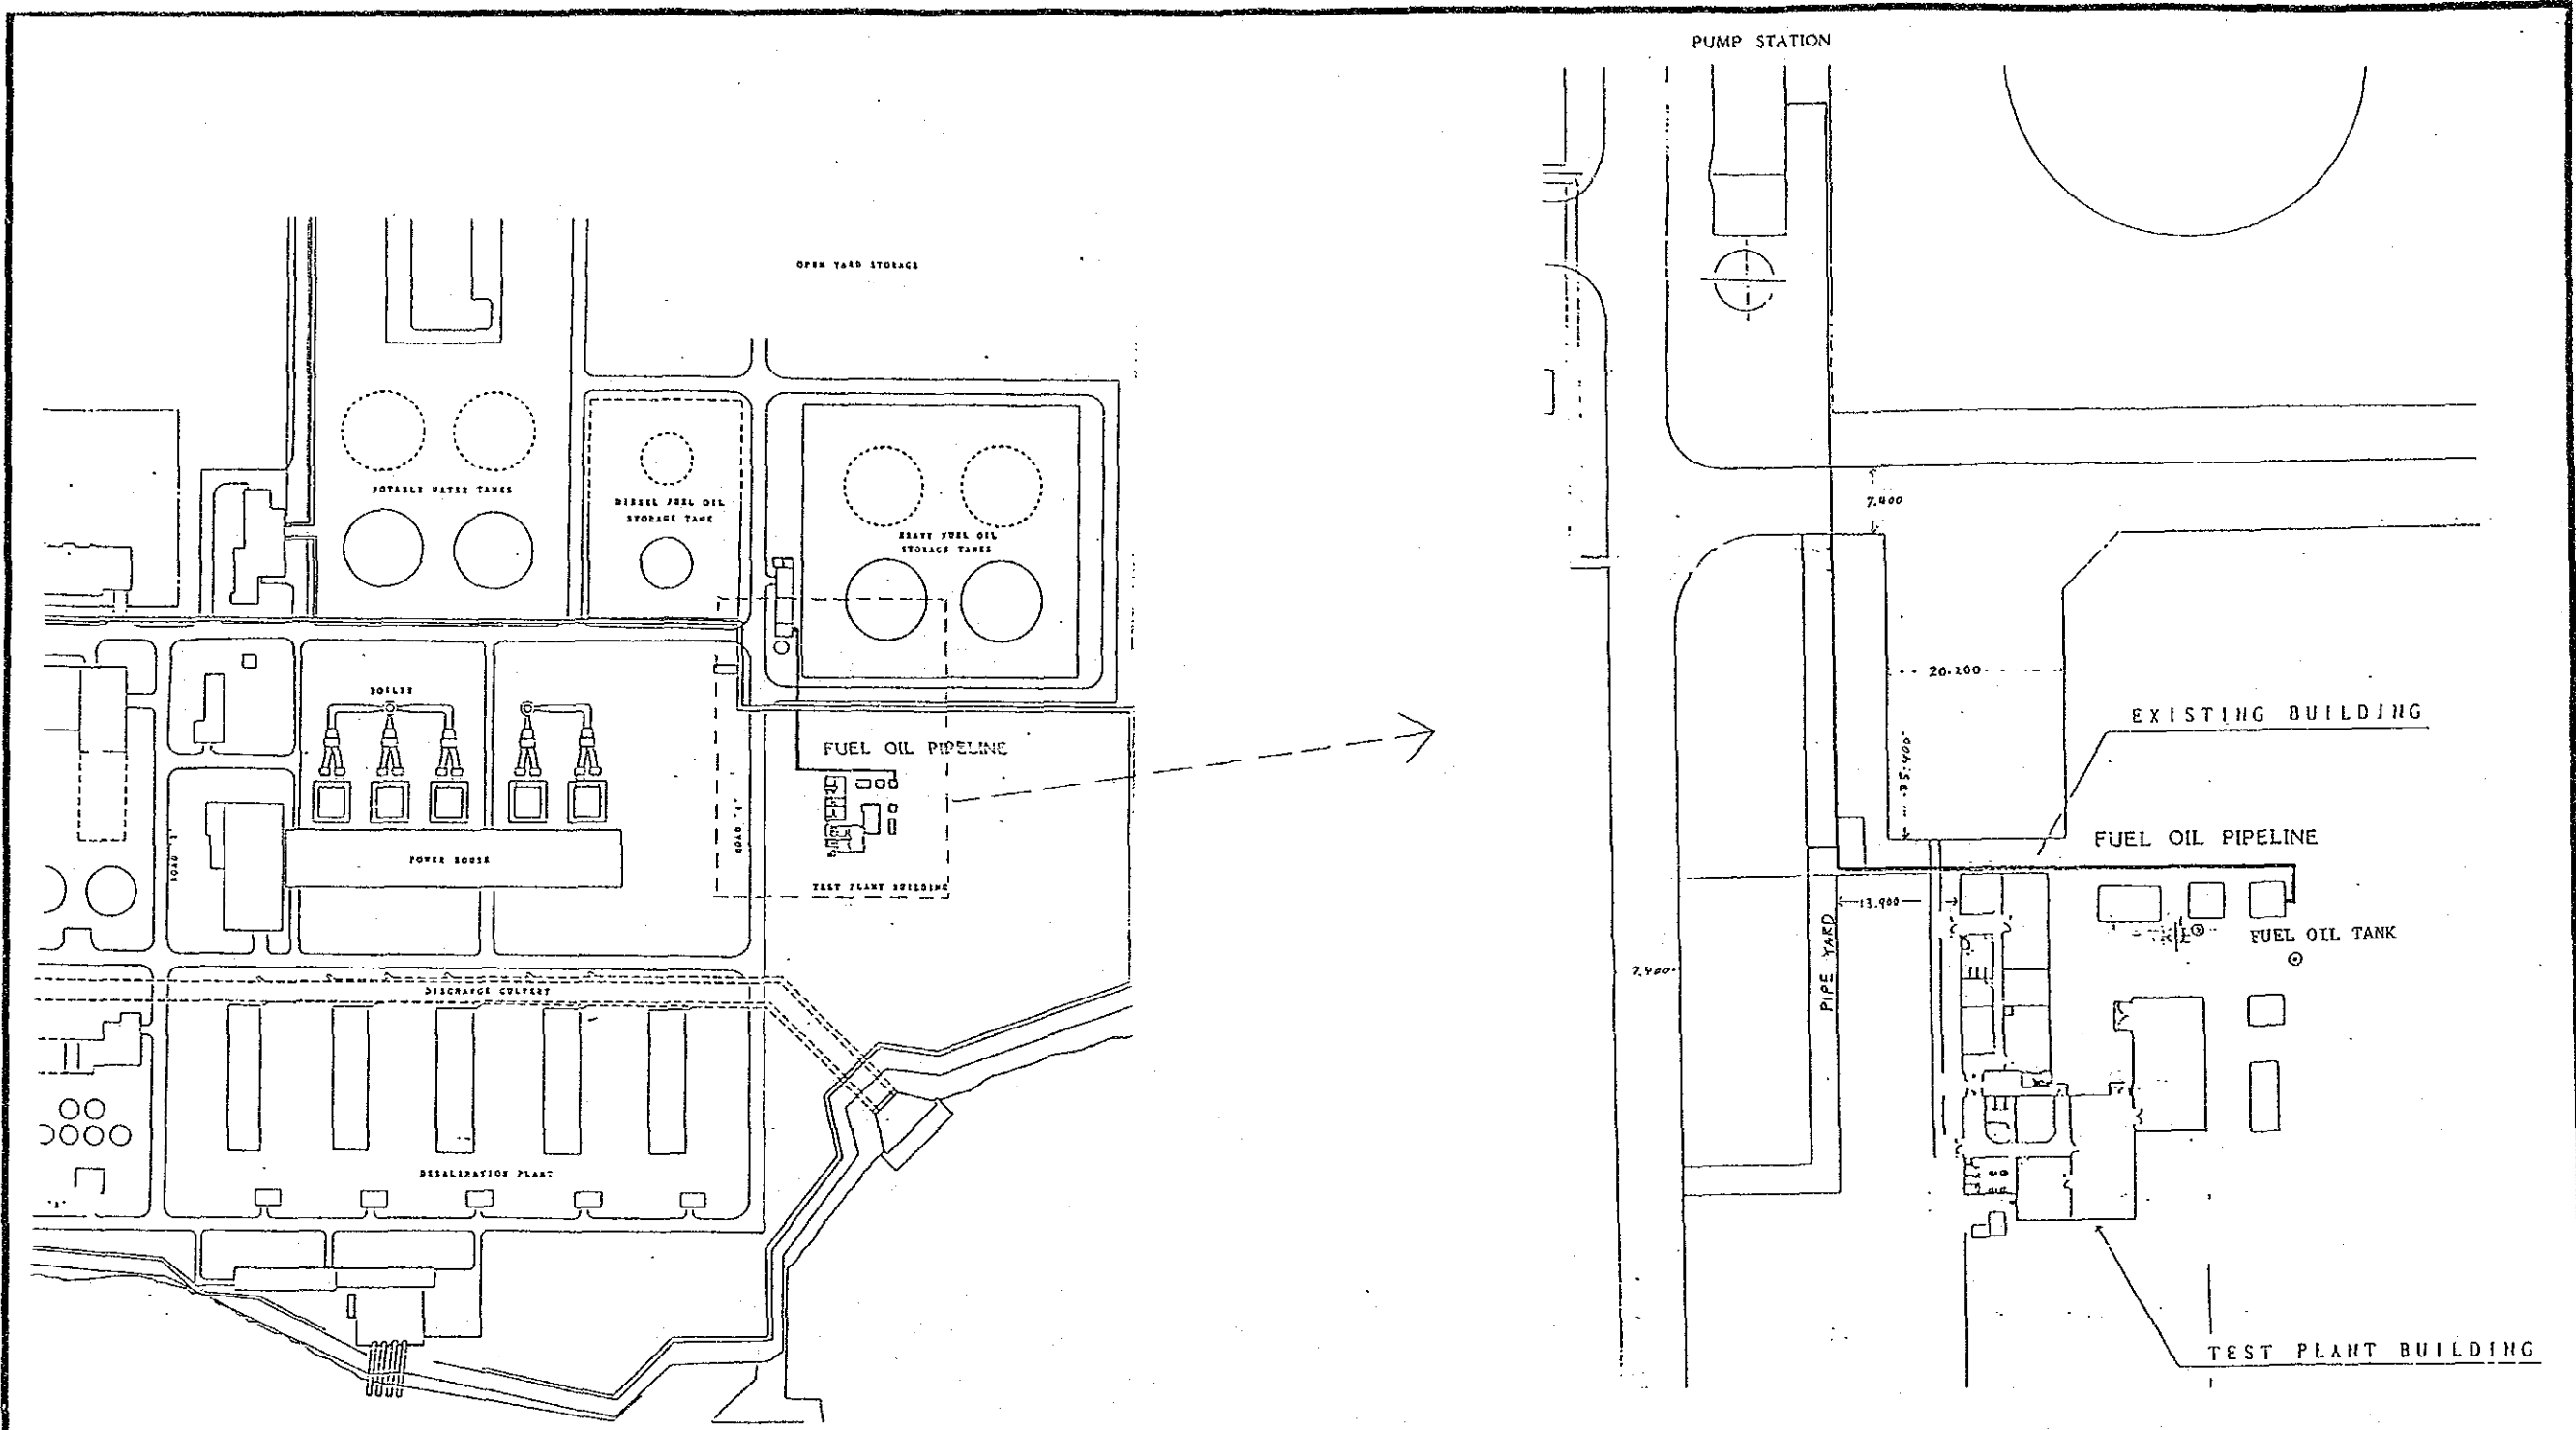 PUMP STATION
OPEN YARD STORAGE
POTABLE WATER TANKS
DIESEL FUEL OIL
STORAGE TANK
HEAVY FUEL OIL
STORAGE TANKS
7.400
20.200
EXISTING BUILDING
BOILER
FUEL OIL PIPELINE
35.400
FUEL OIL PIPELINE
ROAD "4"
POWER HOUSE
TEST PLANT BUILDING
13.900
PIPE YARD
FUEL OIL TANK
7.400
DISCHARGE CULVERT
DESALINATION PLANT
TEST PLANT BUILDING